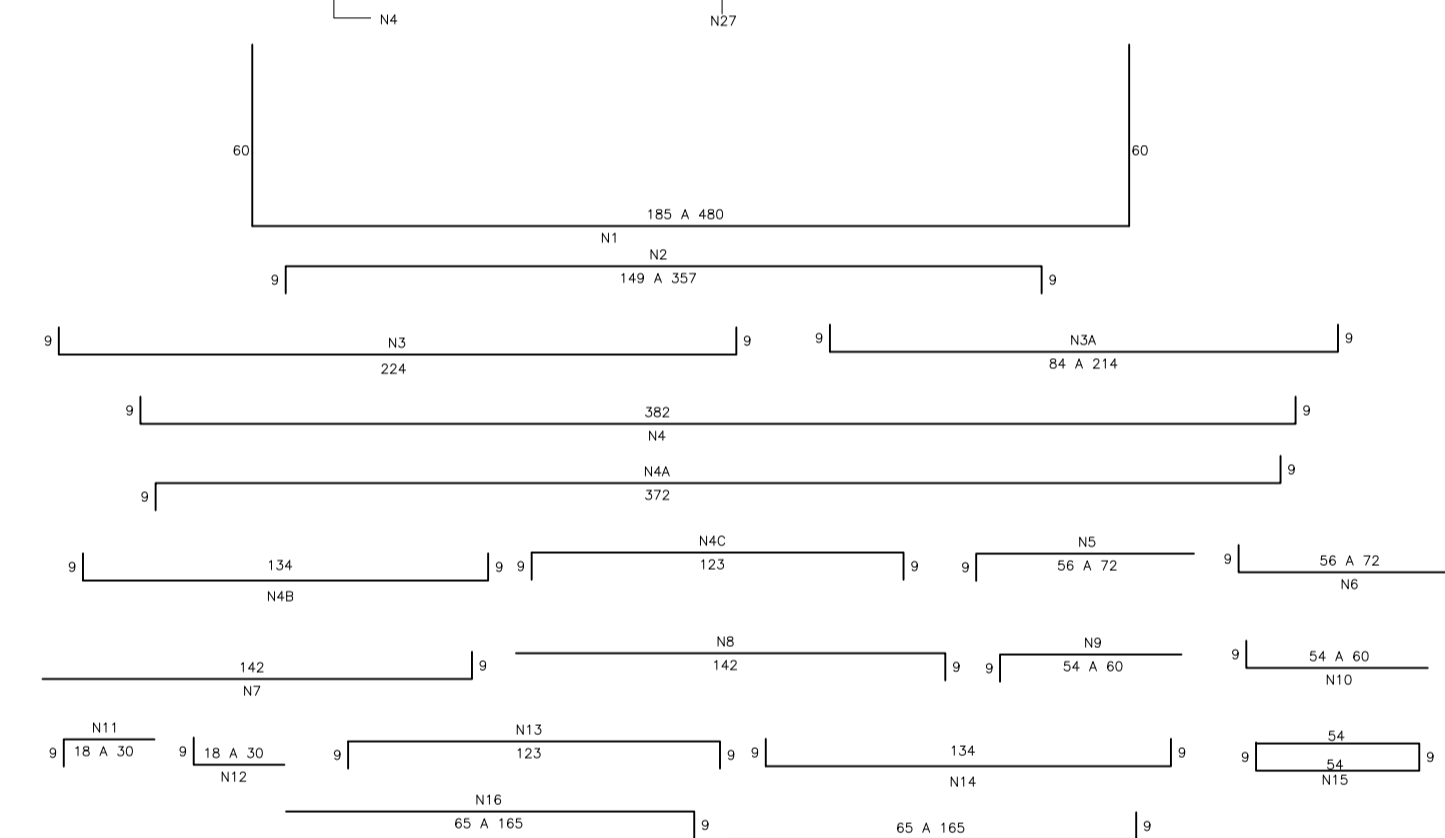 N4
N27
60
60
185 A 480
N1
N2
9
149 A 357
9
9
N3
9
224
9
N3A
9
84 A 214
9
382
9
N4
N4A
9
9
372
9
134
9
N4B
9
N4C
123
9
N5
9
56 A 72
9
56 A 72
N6
142
9
N7
N8
142
9
N9
9
54 A 60
9
54 A 60
N10
N11
9
18 A 30
9
18 A 30
N12
N13
9
123
9
9
134
9
N14
54
9
54
9
N15
N16
65 A 165
9
65 A 165
9